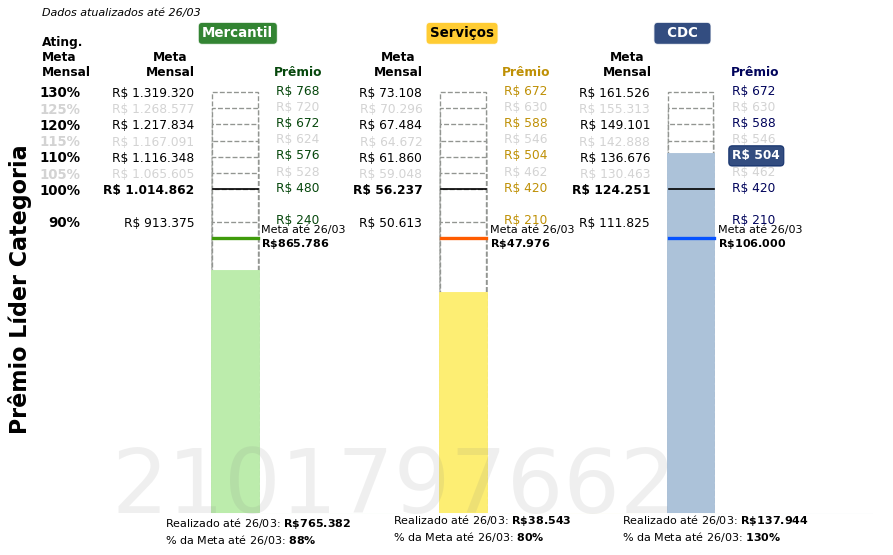 Dados atualizados até 26/03
Mercantil Serviços CDC
Ating.
Meta Meta Meta Meta
Mensal Mensal Prêmio Mensal Prêmio Mensal Prêmio
130% R$ 1.319.320 R$ 768 R$ 73.108 R$ 672 R$ 161.526 R$ 672
125% R$ 1.268.577 R$ 720 R$ 70.296 R$ 630 R$ 155.313 R$ 630
120% R$ 1.217.834 R$ 672 R$ 67.484 R$ 588 R$ 149.101 R$ 588
115% R$ 1.167.091 R$ 624 R$ 64.672 R$ 546 R$ 142.888 R$ 546
110% R$ 1.116.348 R$ 576 R$ 61.860 R$ 504 R$ 136.676 R$ 504
105% R$ 1.065.605 R$ 528 R$ 59.048 R$ 462 R$ 130.463 R$ 462
100% R$ 1.014.862 R$ 480 R$ 56.237 R$ 420 R$ 124.251 R$ 420
90% R$ 913.375 R$ 240 R$ 50.613 R$ 210 R$ 111.825 R$ 210
Meta até 26/03 Meta até 26/03 Meta até 26/03
R$865.786 R$47.976 R$106.000
Prêmio Líder Categoria
2101797662
Realizado até 26/03: R$765.382 Realizado até 26/03: R$38.543 Realizado até 26/03: R$137.944
% da Meta até 26/03: 88% % da Meta até 26/03: 80% % da Meta até 26/03: 130%